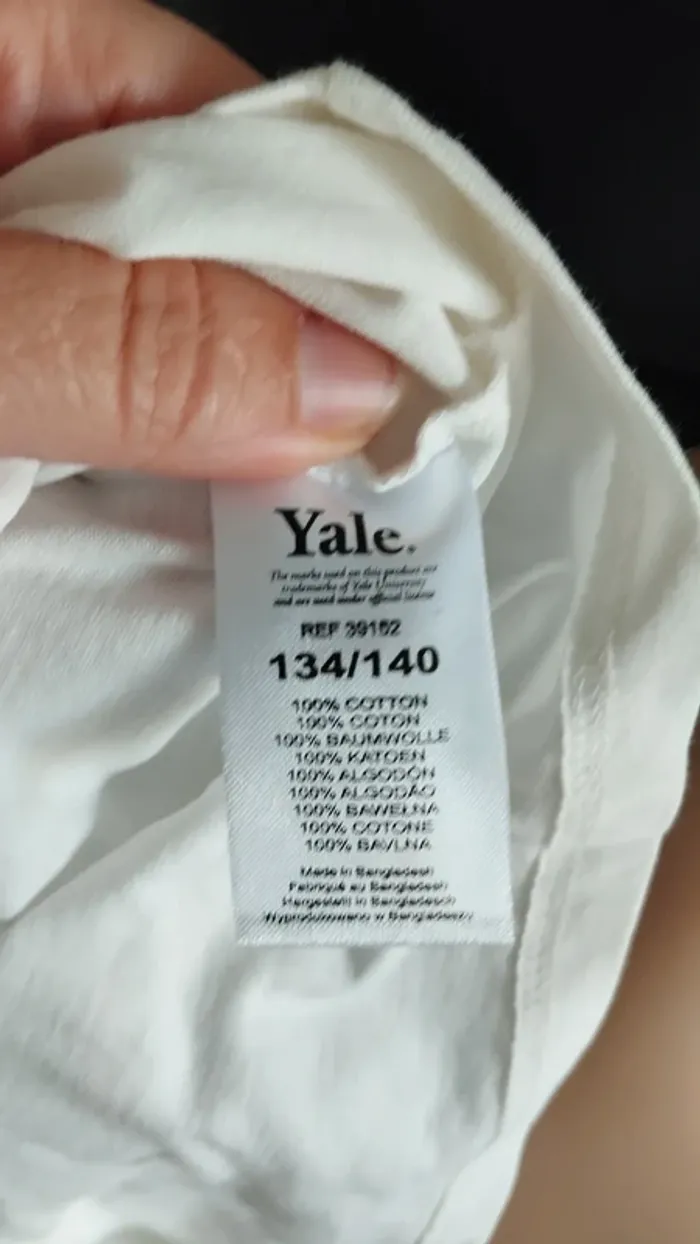 Yale.
The marks used on this product are
trademarks of Yale University
and are used under official license
REF 39152
134/140
100% COTTON
100% COTON
100% BAUMWOLLE
100% KATOEN
100% ALGODÓN
100% ALGODÃO
100% BAWEŁNA
100% COTONE
100% BAVLNA
Made in Bangladesh
Fabriqué au Bangladesh
Hergestellt in Bangladesch
Wyprodukowano w Bangladeszu